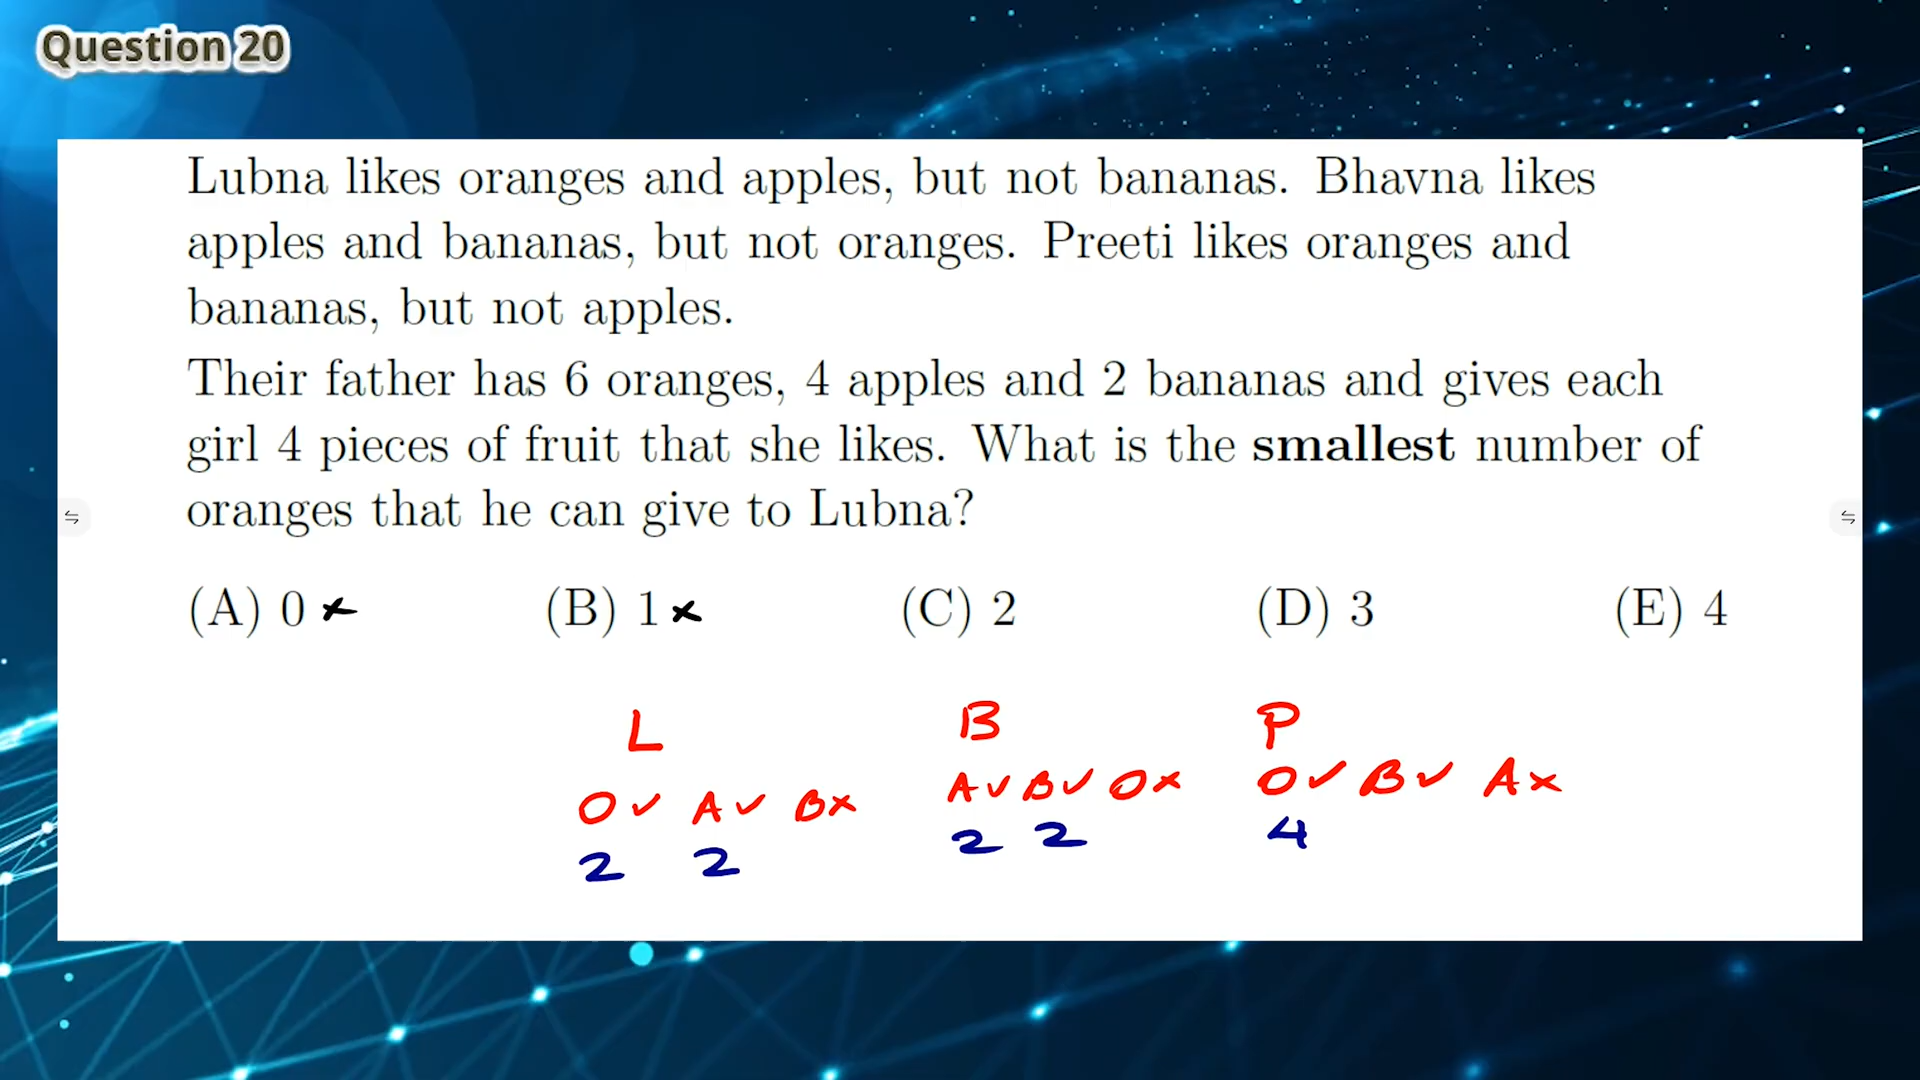 Question 20
Lubna likes oranges and apples, but not bananas. Bhavna likes
apples and bananas, but not oranges. Preeti likes oranges and
bananas, but not apples.
Their father has 6 oranges, 4 apples and 2 bananas and gives each
girl 4 pieces of fruit that she likes. What is the smallest number of
oranges that he can give to Lubna?
(A) 0 × (B) 1 × (C) 2 (D) 3 (E) 4
L B P
O ✓ A ✓ B × A ✓ B ✓ O × O ✓ B ✓ A ×
2 2 2 2 4